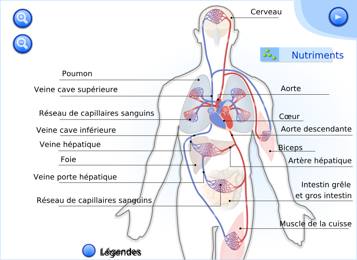 Cerveau
Nutriments
Poumon
Veine cave supérieure
Réseau de capillaires sanguins
Veine cave inférieure
Veine hépatique
Foie
Veine porte hépatique
Réseau de capillaires sanguins
Aorte
Cœur
Aorte descendante
Biceps
Artère hépatique
Intestin grêle
et gros intestin
Muscle de la cuisse
Légendes